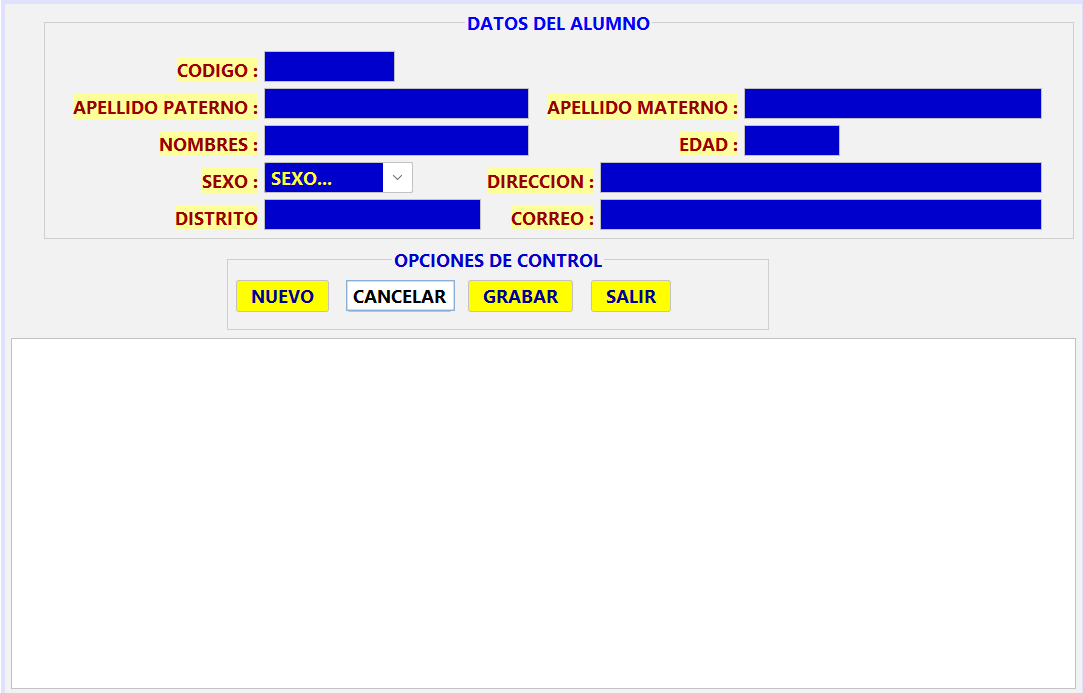 DATOS DEL ALUMNO
CODIGO :
APELLIDO PATERNO : APELLIDO MATERNO :
NOMBRES : EDAD :
SEXO : SEXO... DIRECCION :
DISTRITO CORREO :
OPCIONES DE CONTROL
NUEVO CANCELAR GRABAR SALIR